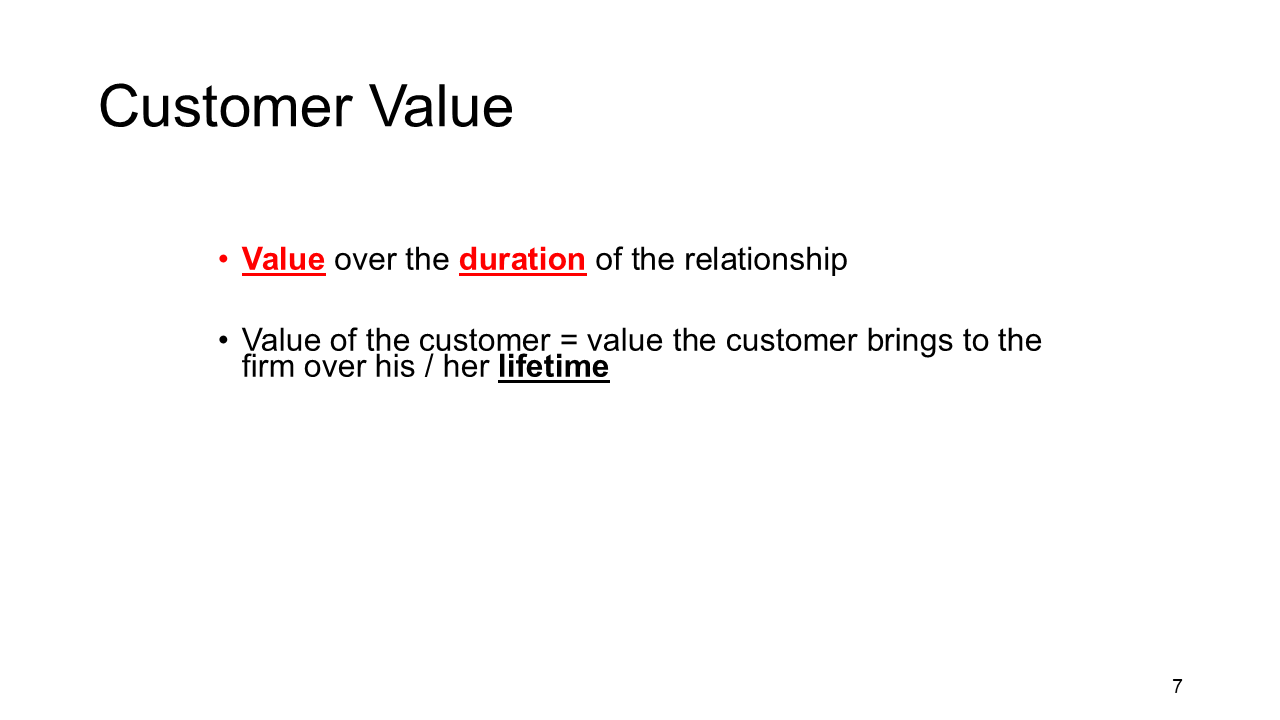 Customer Value
• Value over the duration of the relationship
• Value of the customer = value the customer brings to the
firm over his / her lifetime
7